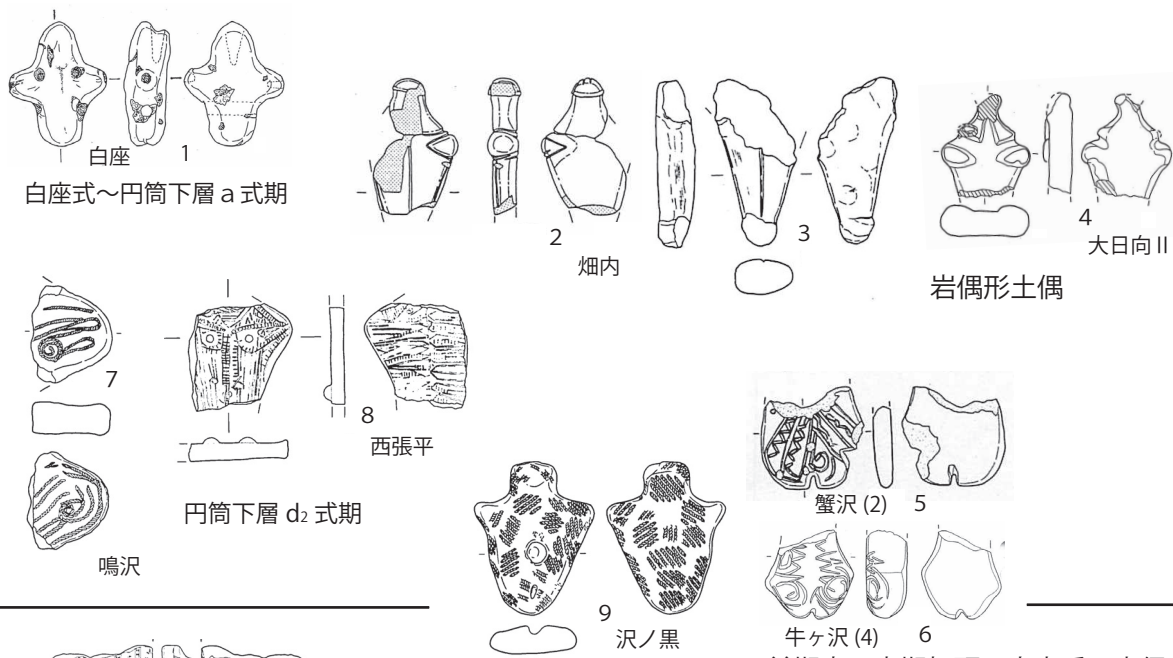 白座 1
白座式～円筒下層 a 式期
2
畑内
3
4
大日向Ⅱ
岩偶形土偶
7
鳴沢
8
西張平
円筒下層 d2 式期
蟹沢 (2) 5
9
沢ノ黒
牛ヶ沢 (4) 6